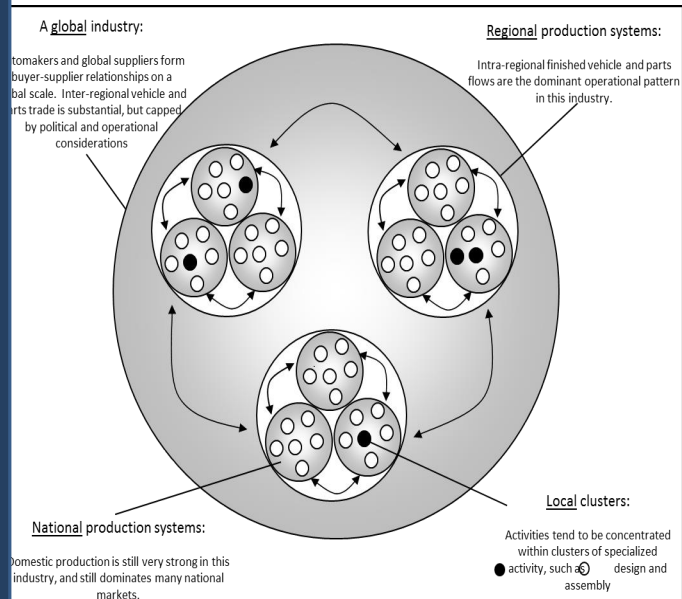 A global industry:
tomakers and global suppliers form
buyer-supplier relationships on a
bal scale. Inter-regional vehicle and
rts trade is substantial, but capped
by political and operational
considerations
Regional production systems:
Intra-regional finished vehicle and parts
flows are the dominant operational pattern
in this industry.
National production systems:
Domestic production is still very strong in this
industry, and still dominates many national
markets.
Local clusters:
Activities tend to be concentrated
within clusters of specialized
activity, such as design and
assembly